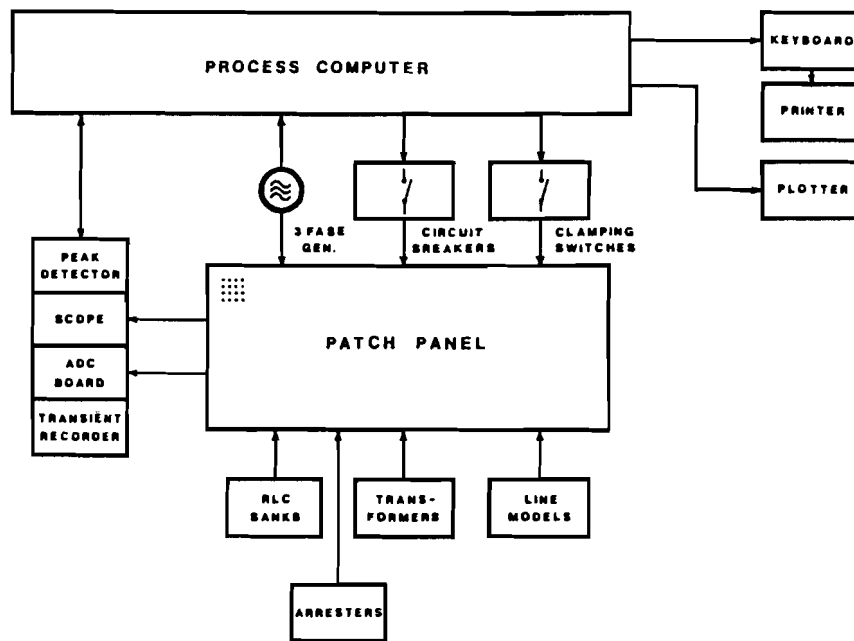 PROCESS COMPUTER
KEYBOARD
PRINTER
PLOTTER
3 FASE
GEN.
CIRCUIT
BREAKERS
CLAMPING
SWITCHES
PEAK
DETECTOR
SCOPE
ADC
BOARD
TRANSIËNT
RECORDER
PATCH PANEL
RLC
BANKS
TRANS-
FORMERS
LINE
MODELS
ARRESTERS